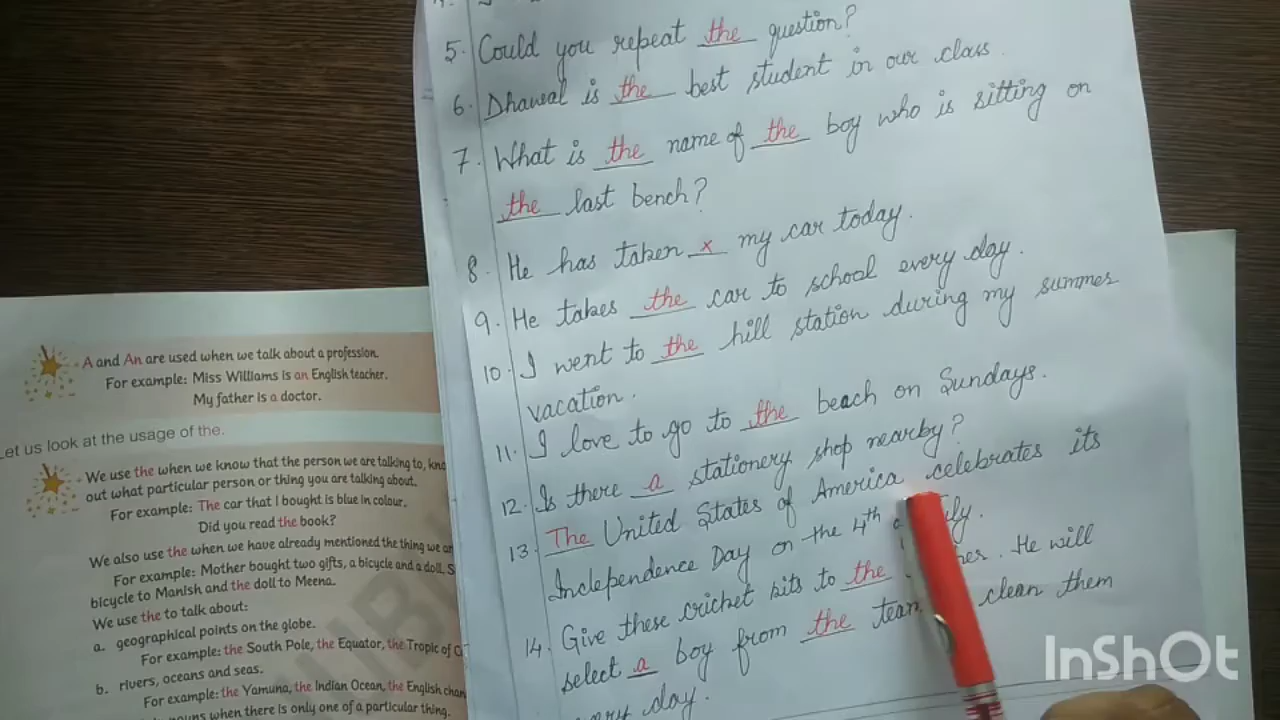 5. Could you repeat the question?
6. Dhawal is the best student in our class.
7. What is the name of the boy who is sitting on
the last bench?
8. He has taken x my car today.
9. He takes the car to school every day.
10. I went to the hill station during my summer
vacation.
11. I love to go to the beach on Sundays.
12. Is there a stationery shop nearby?
13. The United States of America celebrates its
Independence Day on the 4th
14. Give these cricket kits to the . He will
select a boy from the clean them
day.
A and An are used when we talk about a profession.
For example: Miss Williams is an English teacher.
My father is a doctor.
Let us look at the usage of the.
We use the when we know that the person we are talking to,
out what particular person or thing you are talking about.
For example: The car that I bought is blue in colour.
Did you read the book?
We also use the when we have already mentioned the thing we
For example: Mother bought two gifts, a bicycle and a doll,
bicycle to Manish and the doll to Meena.
We use the to talk about:
a. geographical points on the globe.
For example: the South Pole, the Equator, the Tropic of
b. rivers, oceans and seas.
For example: the Yamuna, the Indian Ocean, the English
nouns when there is only one of a particular thing.
InShOt